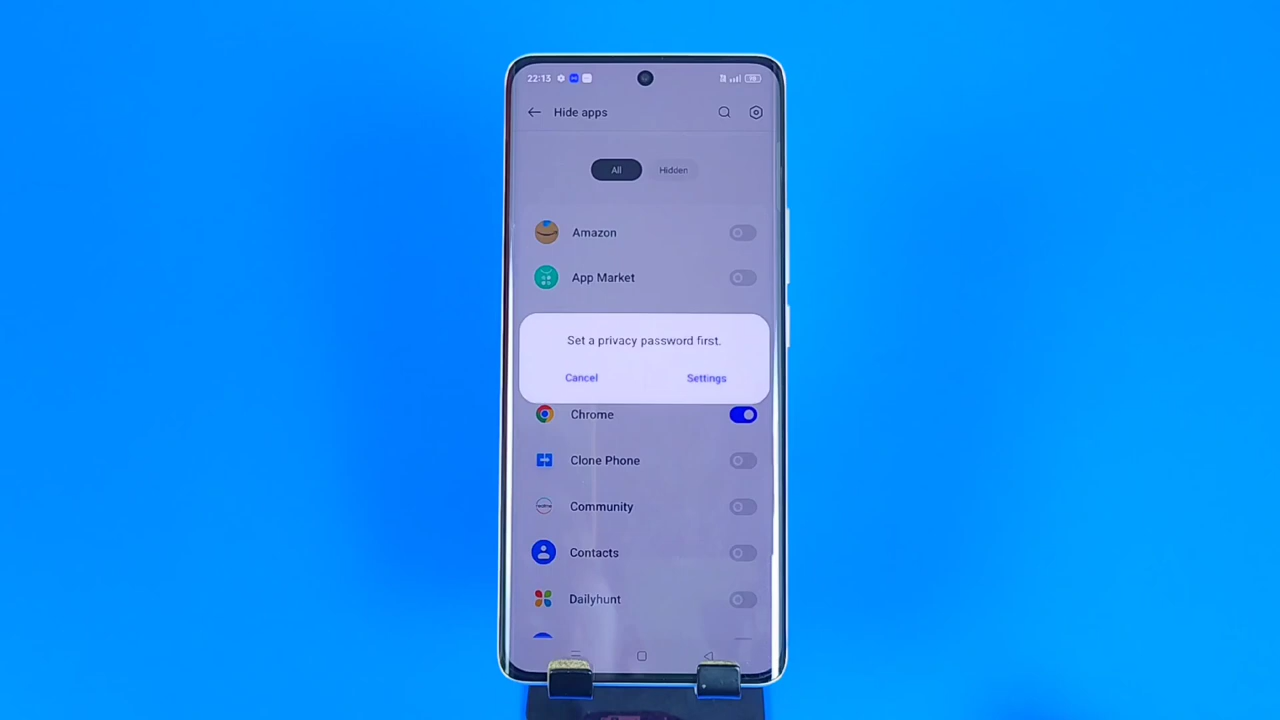 22:13
Hide apps
All
Hidden
Amazon
App Market
Set a privacy password first.
Cancel
Settings
Chrome
Clone Phone
Community
Contacts
Dailyhunt